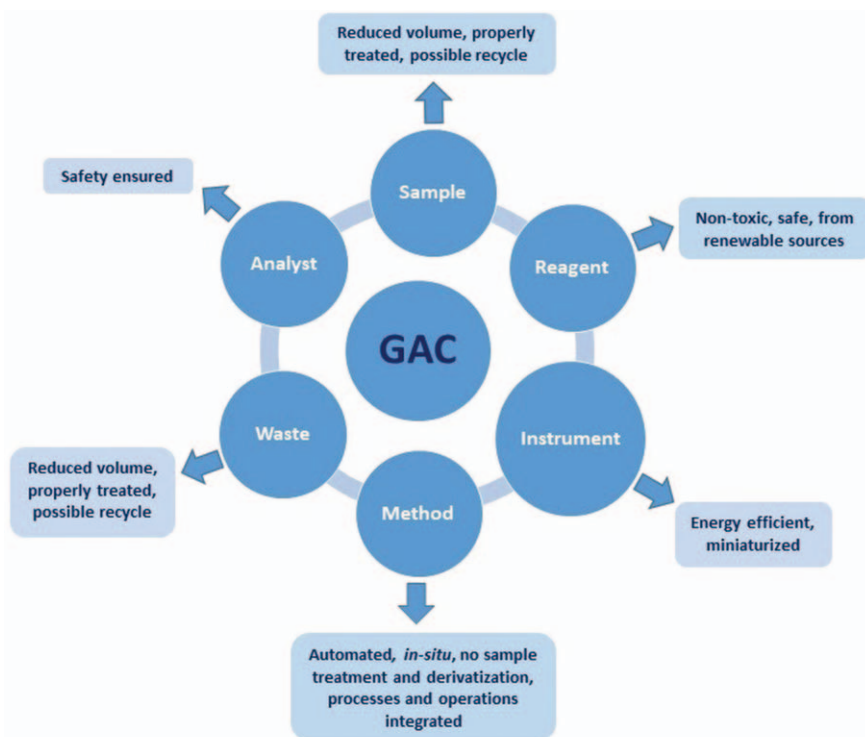 Reduced volume, properly
treated, possible recycle
Sample
Safety ensured
Analyst
Non-toxic, safe, from
renewable sources
Reagent
GAC
Waste
Instrument
Reduced volume,
properly treated,
possible recycle
Method
Energy efficient,
miniaturized
Automated, in-situ, no sample
treatment and derivatization,
processes and operations
integrated